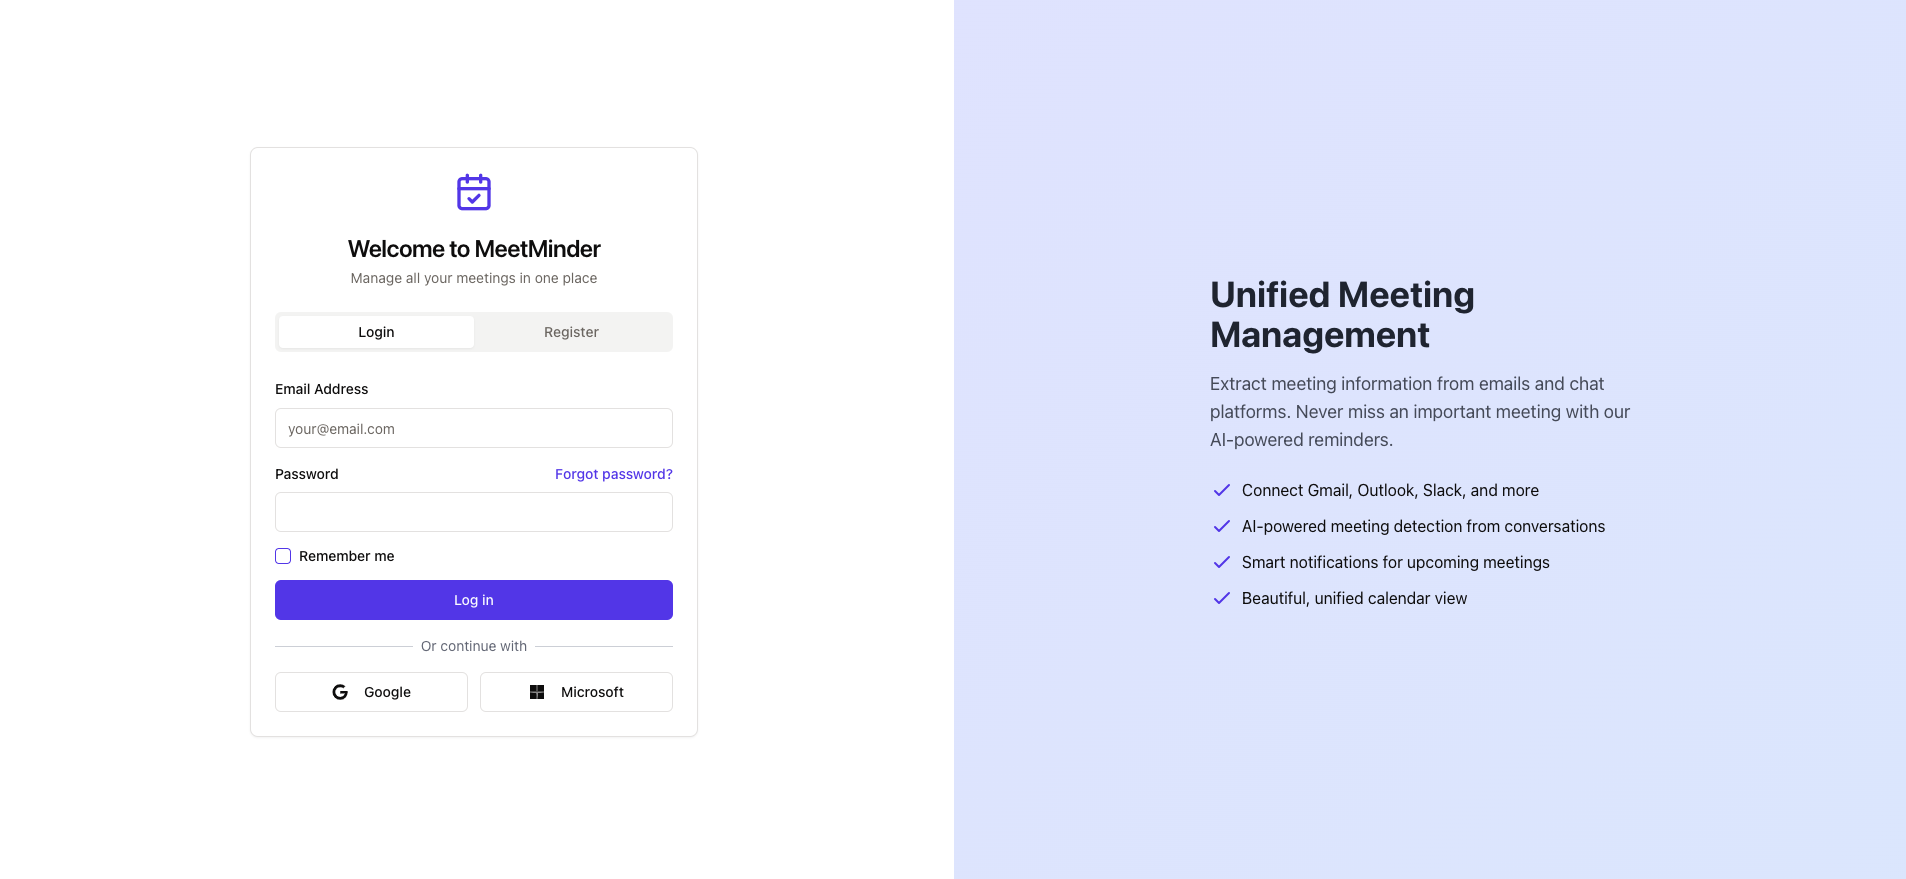 Welcome to MeetMinder
Manage all your meetings in one place
Login
Register
Email Address
your@email.com
Password
Forgot password?
Remember me
Log in
Or continue with
Google
Microsoft
Unified Meeting
Management
Extract meeting information from emails and chat
platforms. Never miss an important meeting with our
AI-powered reminders.
Connect Gmail, Outlook, Slack, and more
AI-powered meeting detection from conversations
Smart notifications for upcoming meetings
Beautiful, unified calendar view